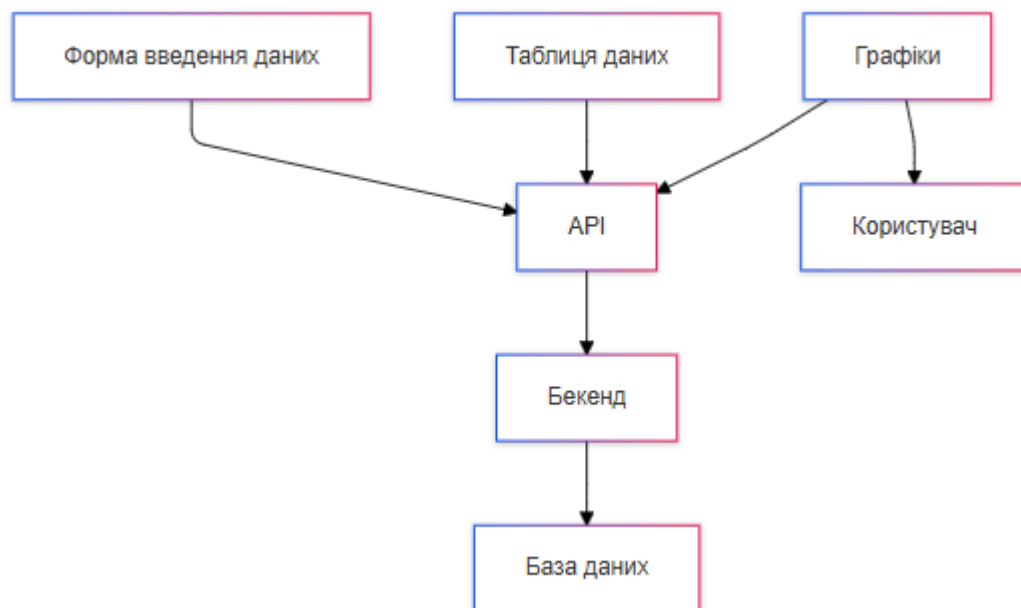 Форма введення даних
Таблиця даних
Графіки
API
Користувач
Бекенд
База даних